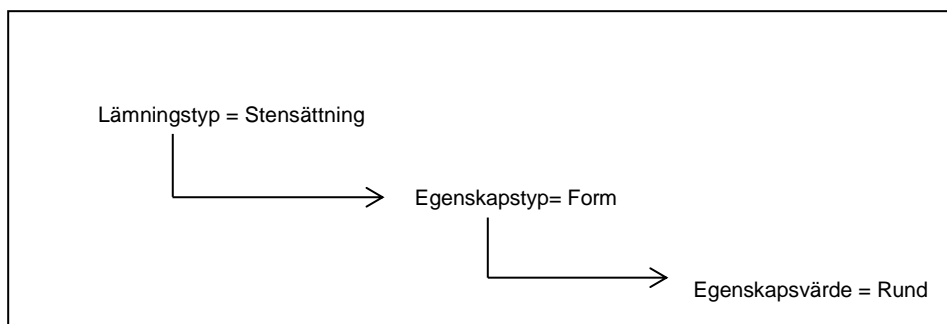 Lämningstyp = Stensättning
Egenskapstyp= Form
Egenskapsvärde = Rund